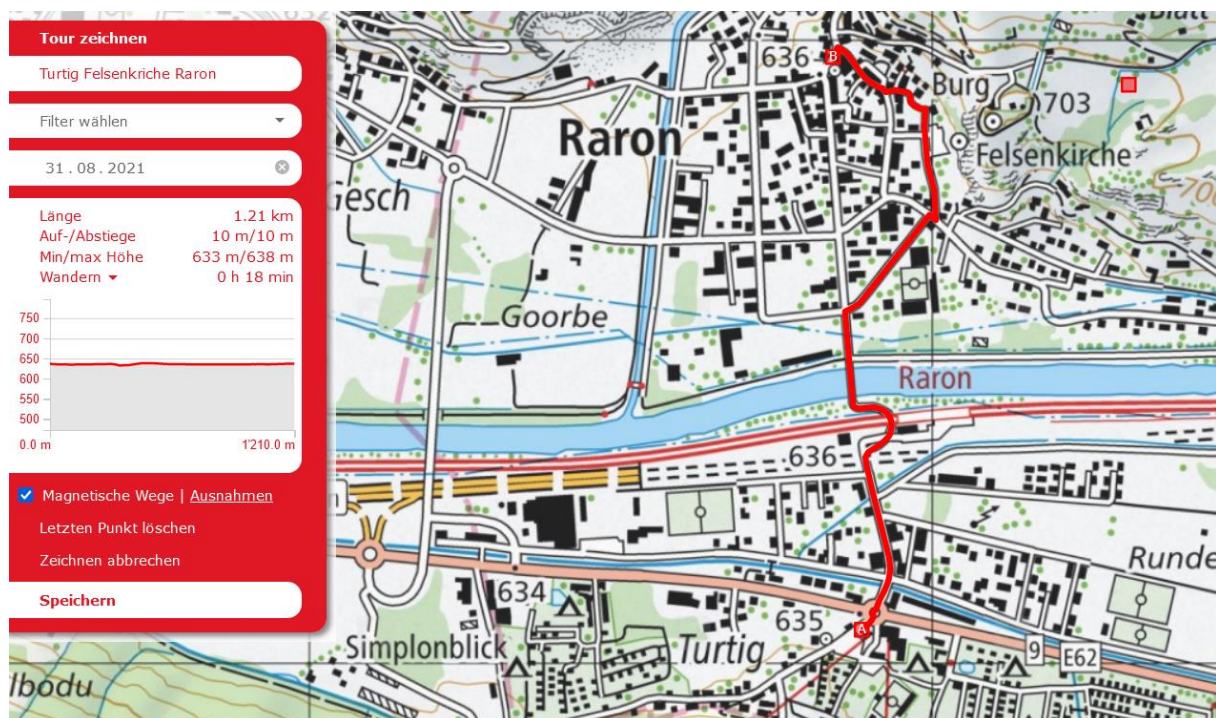 Tour zeichnen
Turtig Felsenkriche Raron
Filter wählen
31.08.2021
Länge 1.21 km
Auf-/Abstiege 10 m/10 m
Min/max Höhe 633 m/638 m
Wandern 0 h 18 min
750
700
650
600
550
500
0.0 m 1'210.0 m
Magnetische Wege | Ausnahmen
Letzten Punkt löschen
Zeichnen abbrechen
Speichern
632
Blatt
636
B
Burg
703
Raron
Felsenkirche
Gesch
700
Goorbe
Raron
636
Runde
634
635
A
Simplonblick
Turtig
9
E62
lbodu